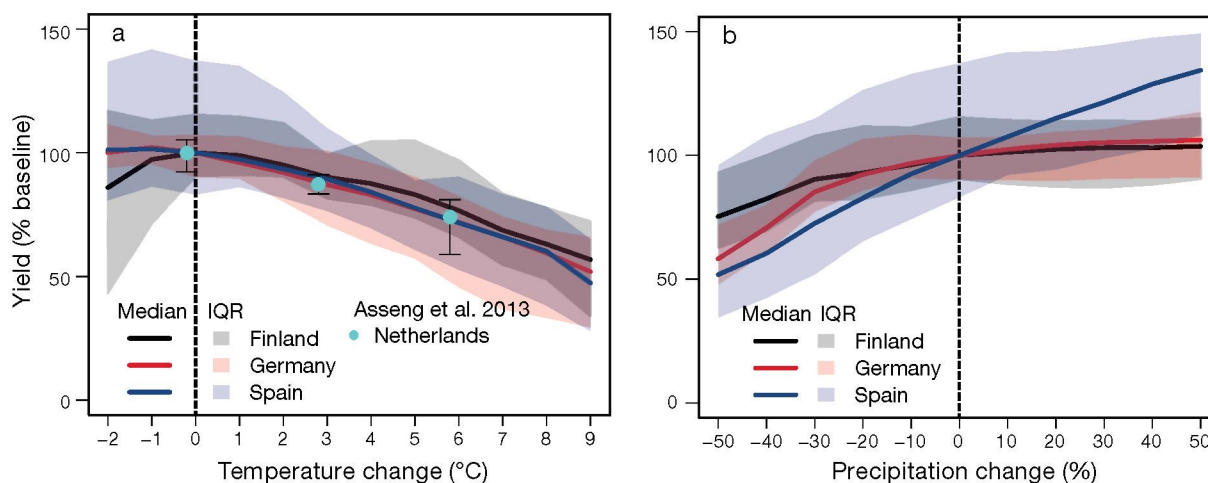 a
Yield (% baseline)
150
100
50
0
Median IQR
Finland
Germany
Spain
Asseng et al. 2013
Netherlands
−2 −1 0 1 2 3 4 5 6 7 8 9
Temperature change (°C)
b
150
100
50
0
Median IQR
Finland
Germany
Spain
−50 −40 −30 −20 −10 0 10 20 30 40 50
Precipitation change (%)